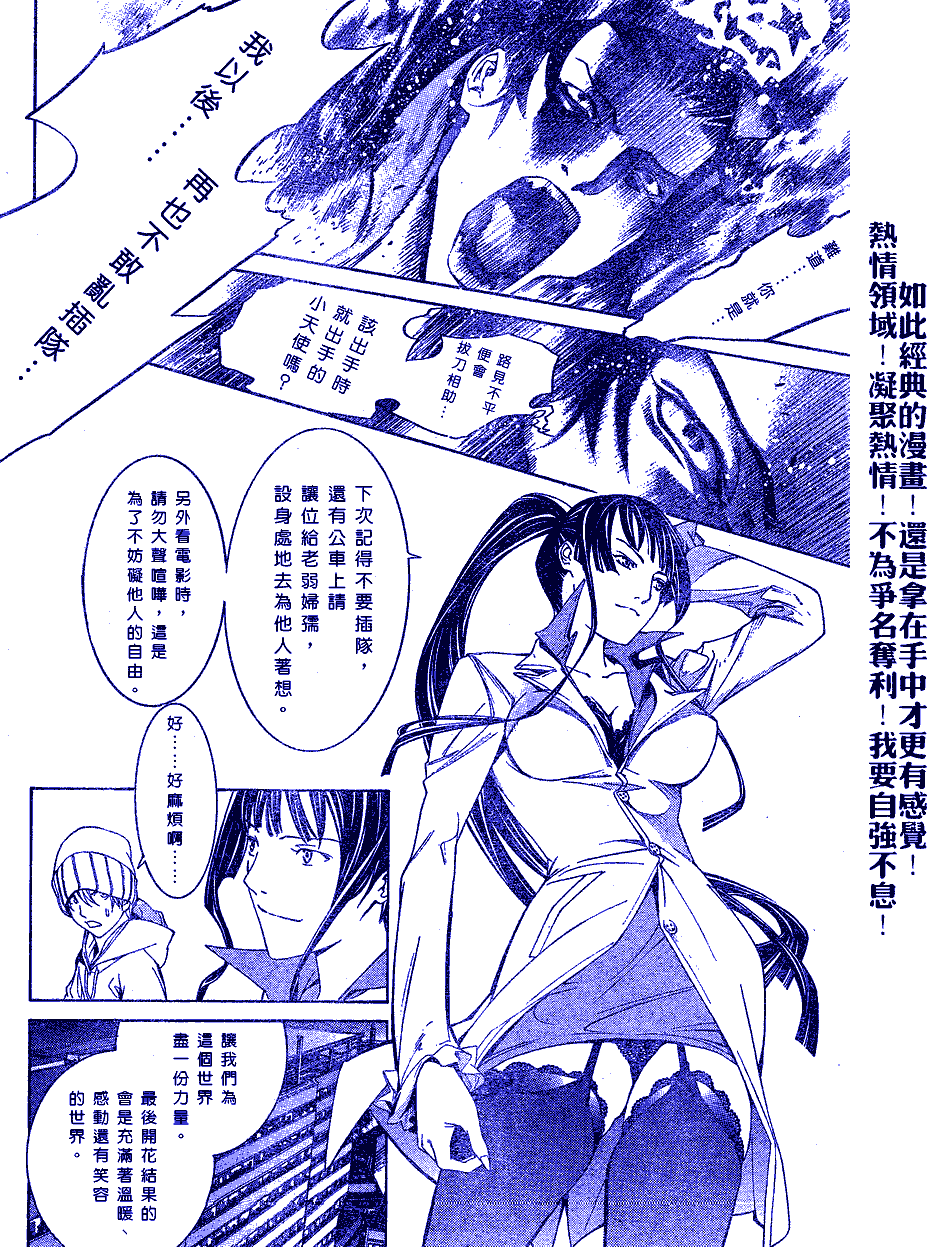 如此經典的漫畫！還是拿在手中才更有感覺！
熱情領域！凝聚熱情！不為爭名奪利！我要自強不息！
難道…你就是…
我以後……
再也不敢亂插隊…
路見不平
便會
拔刀相助…
該出手時
就出手的
小天使嗎？
下次記得不要插隊，
還有公車上請
讓位給老弱婦孺，
設身處地去為他人著想。
另外看電影時，
請勿大聲喧嘩，這是
為了不妨礙他人的自由。
好……好麻煩啊……
讓我們為
這個世界
盡一份力量。
最後開花結果的
會是充滿著溫暖、
感動還有笑容
的世界。